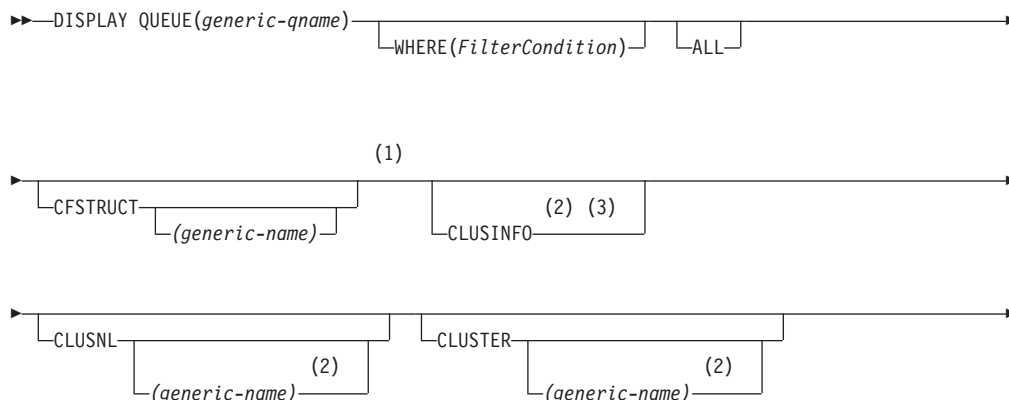 DISPLAY QUEUE(generic-qname)
WHERE(FilterCondition) ALL
(1)
CFSTRUCT (2) (3)
(generic-name) CLUSINFO
CLUSNL CLUSTER
(2) (2)
(generic-name) (generic-name)